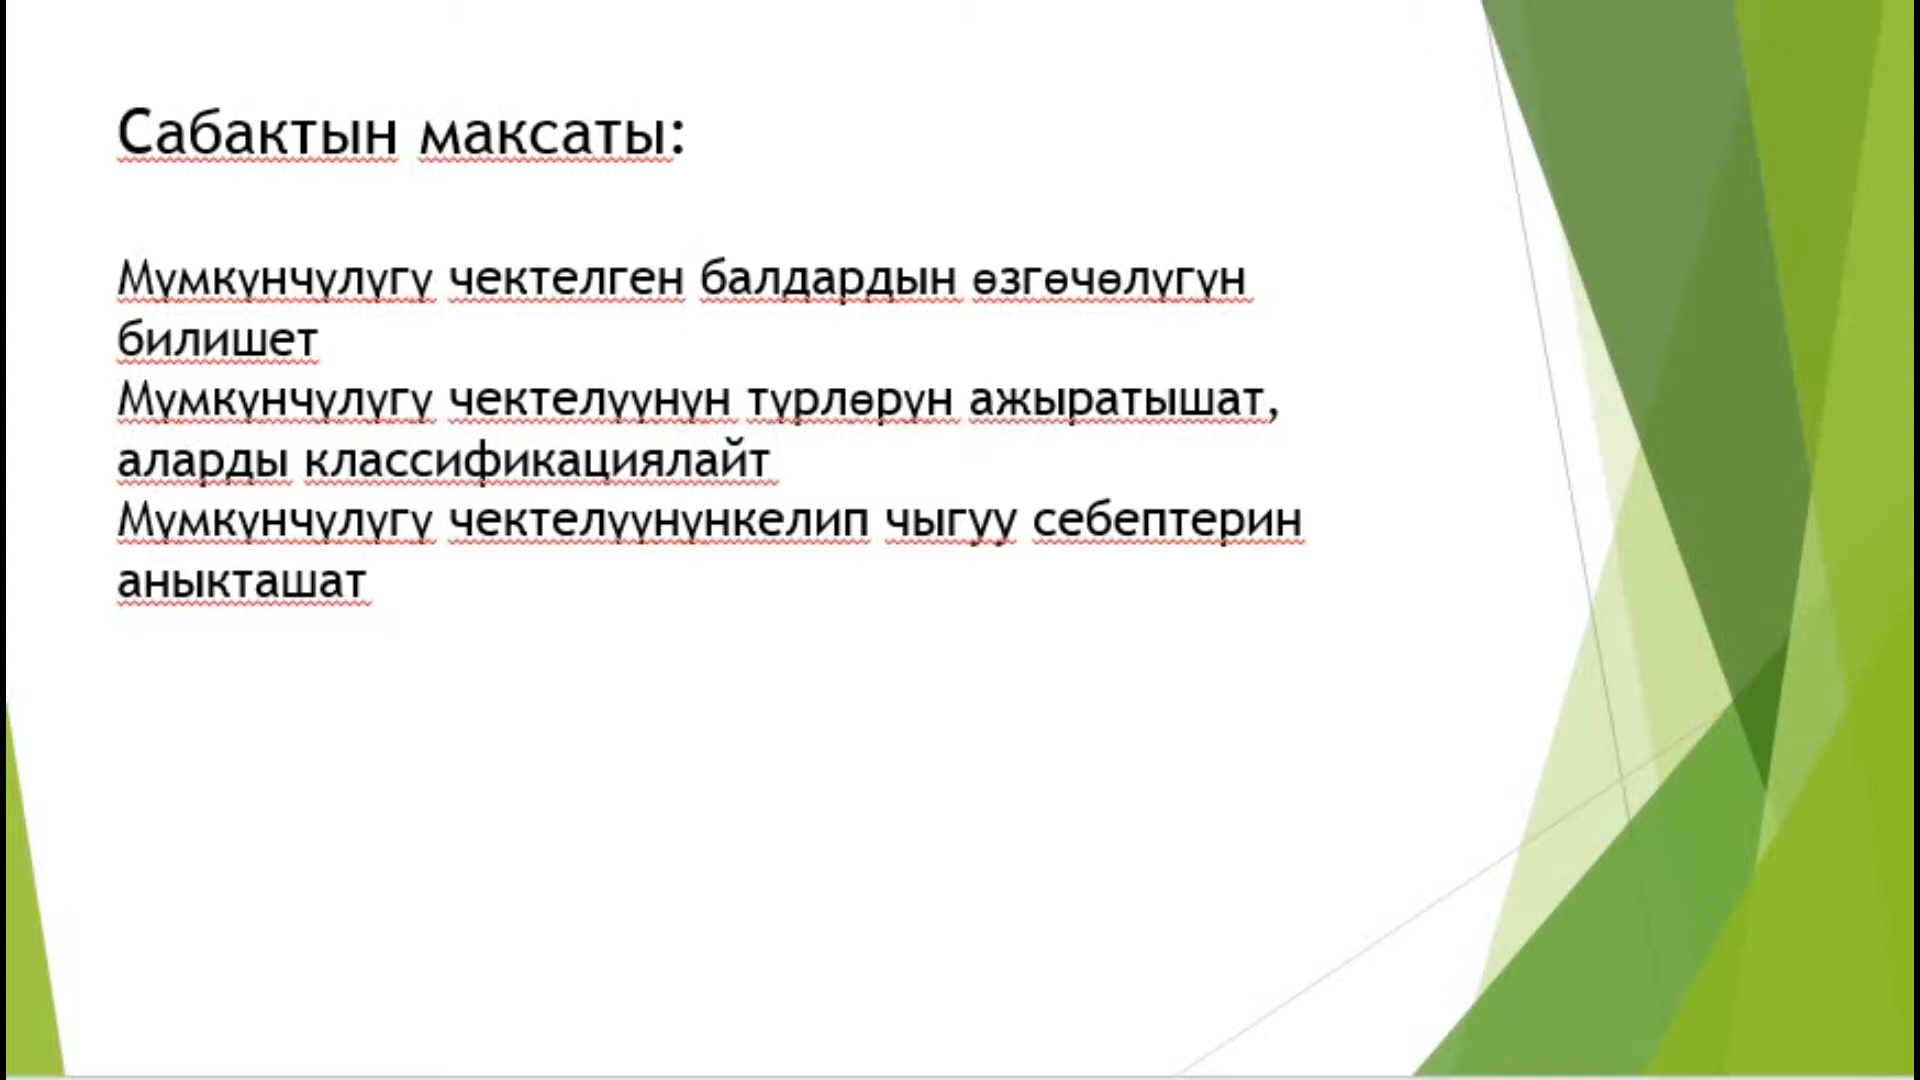 Сабактын максаты:
Мүмкүнчүлүгү чектелген балдардын өзгөчөлүгүн
билишет
Мүмкүнчүлүгү чектелүүнүн түрлөрүн ажыратышат,
аларды классификациялайт
Мүмкүнчүлүгү чектелүүнүнкелип чыгуу себептерин
аныкташат